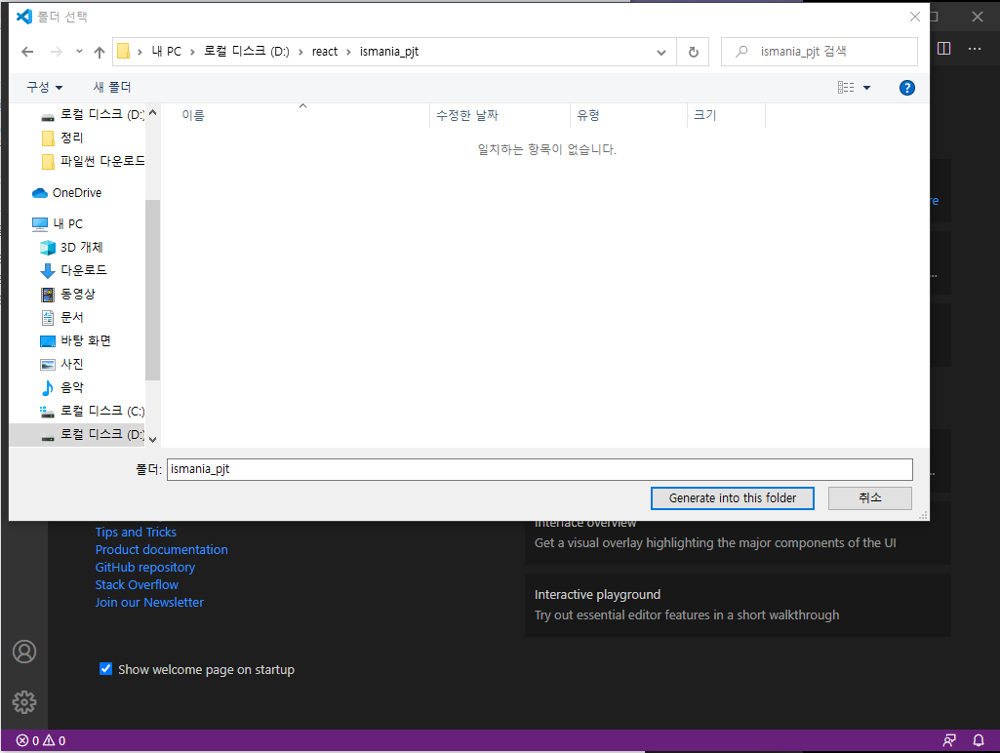 폴더 선택
내 PC
로컬 디스크 (D:)
react
ismania_pjt
ismania_pjt 검색
구성
새 폴더
?
로컬 디스크 (D:)
정리
파일썬 다운로드
OneDrive
내 PC
3D 개체
다운로드
동영상
문서
바탕 화면
사진
음악
로컬 디스크 (C:)
로컬 디스크 (D:)
이름
수정한 날짜
유형
크기
일치하는 항목이 없습니다.
폴더:
ismania_pjt
Generate into this folder
취소
re
...
...
Tips and Tricks
Product documentation
GitHub repository
Stack Overflow
Join our Newsletter
Show welcome page on startup
Interface overview
Get a visual overlay highlighting the major components of the UI
Interactive playground
Try out essential editor features in a short walkthrough
0
0